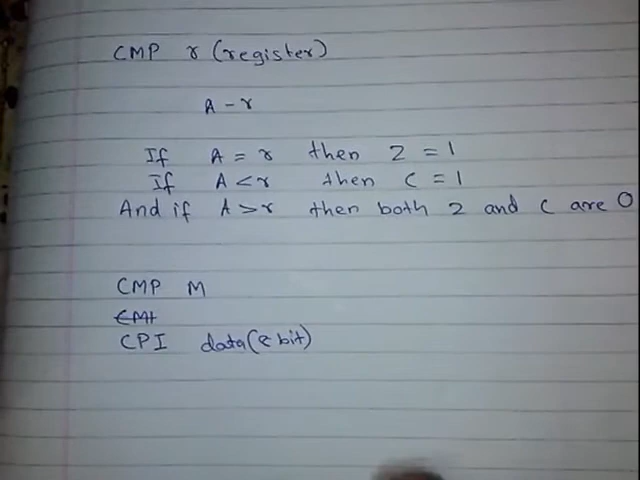 CMP r (register)
A - r
If A = r then Z = 1
If A < r then C = 1
And if A > r then both Z and C are 0
CMP M
CMI
CPI data (8 bit)